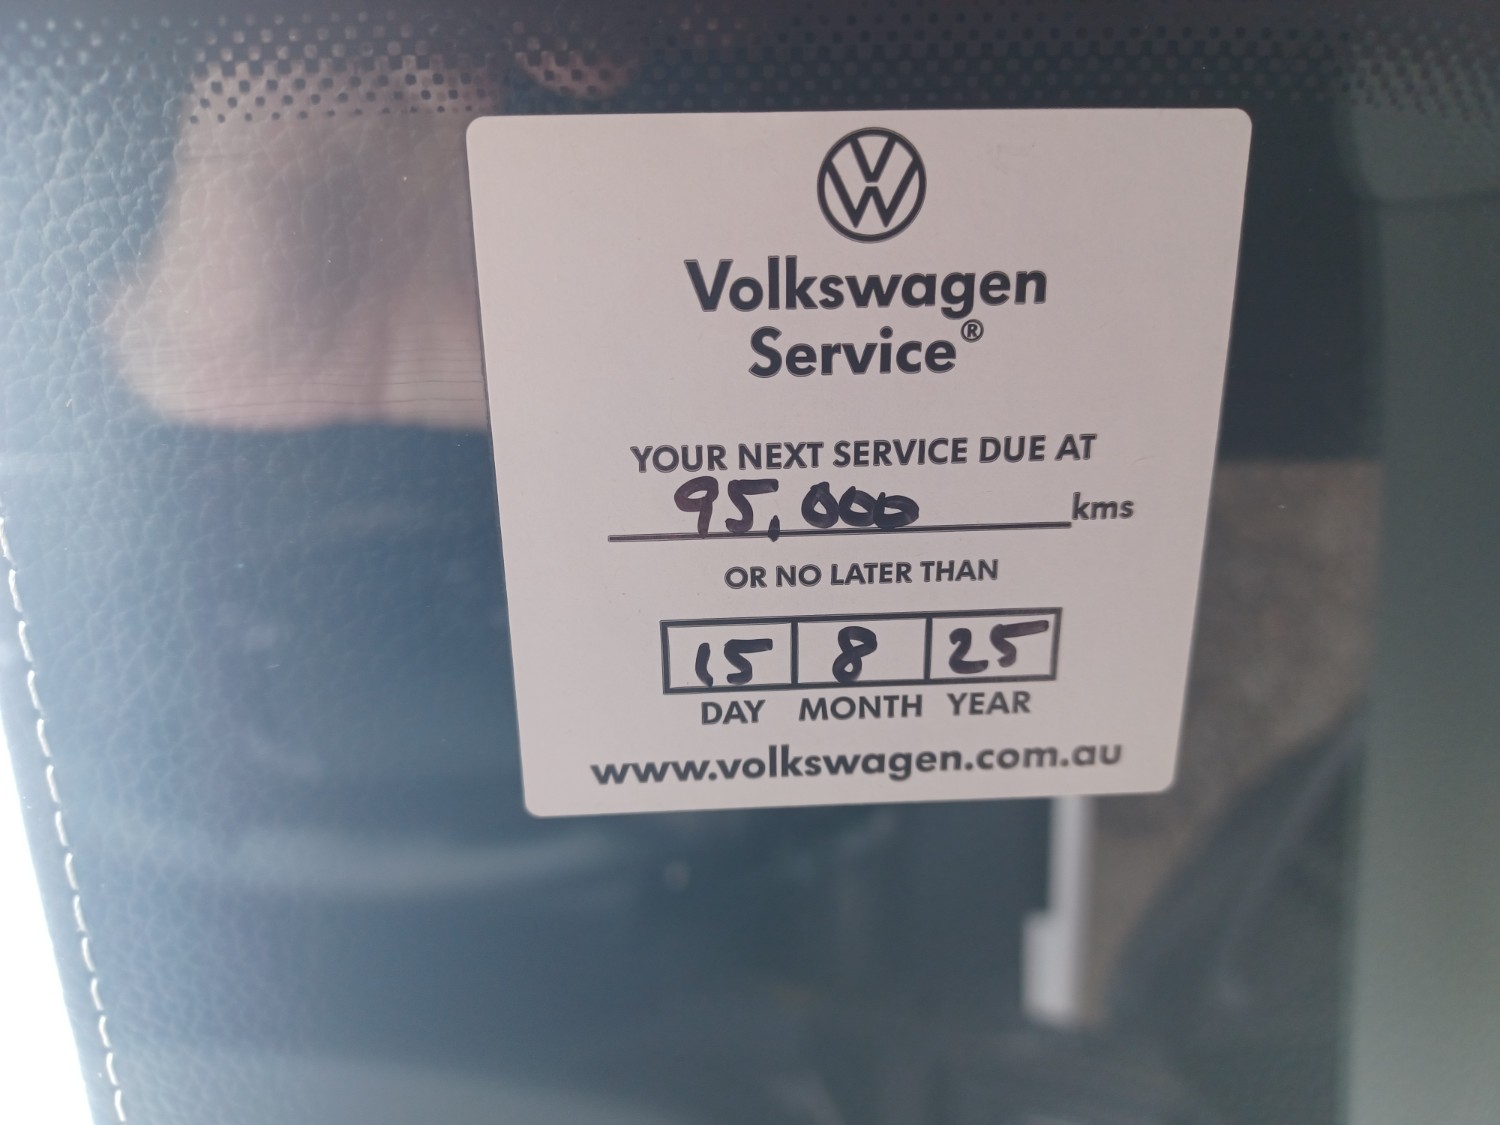 Volkswagen
Service®
YOUR NEXT SERVICE DUE AT
95,000 kms
OR NO LATER THAN
15 8 25
DAY MONTH YEAR
www.volkswagen.com.au